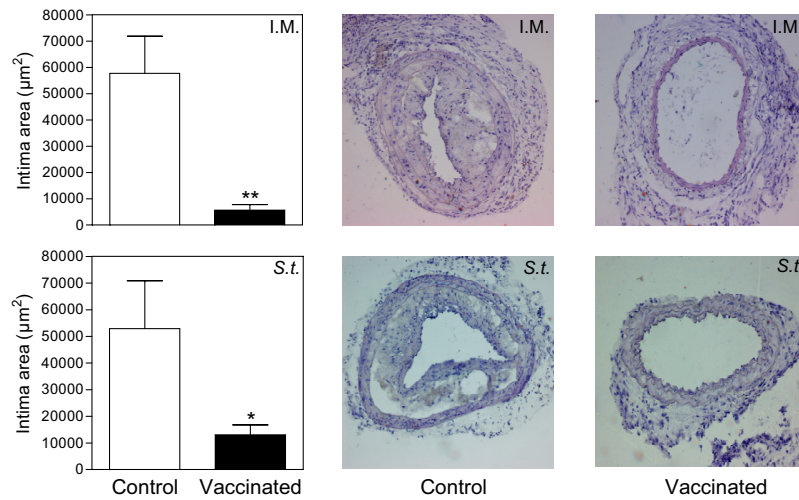 I.M.
Intima area (µm²)
80000
70000
60000
50000
40000
30000
20000
10000
0
**
I.M.
I.M.
S.t.
Intima area (µm²)
80000
70000
60000
50000
40000
30000
20000
10000
0
*
Control Vaccinated
S.t.
Control
S.t
Vaccinated